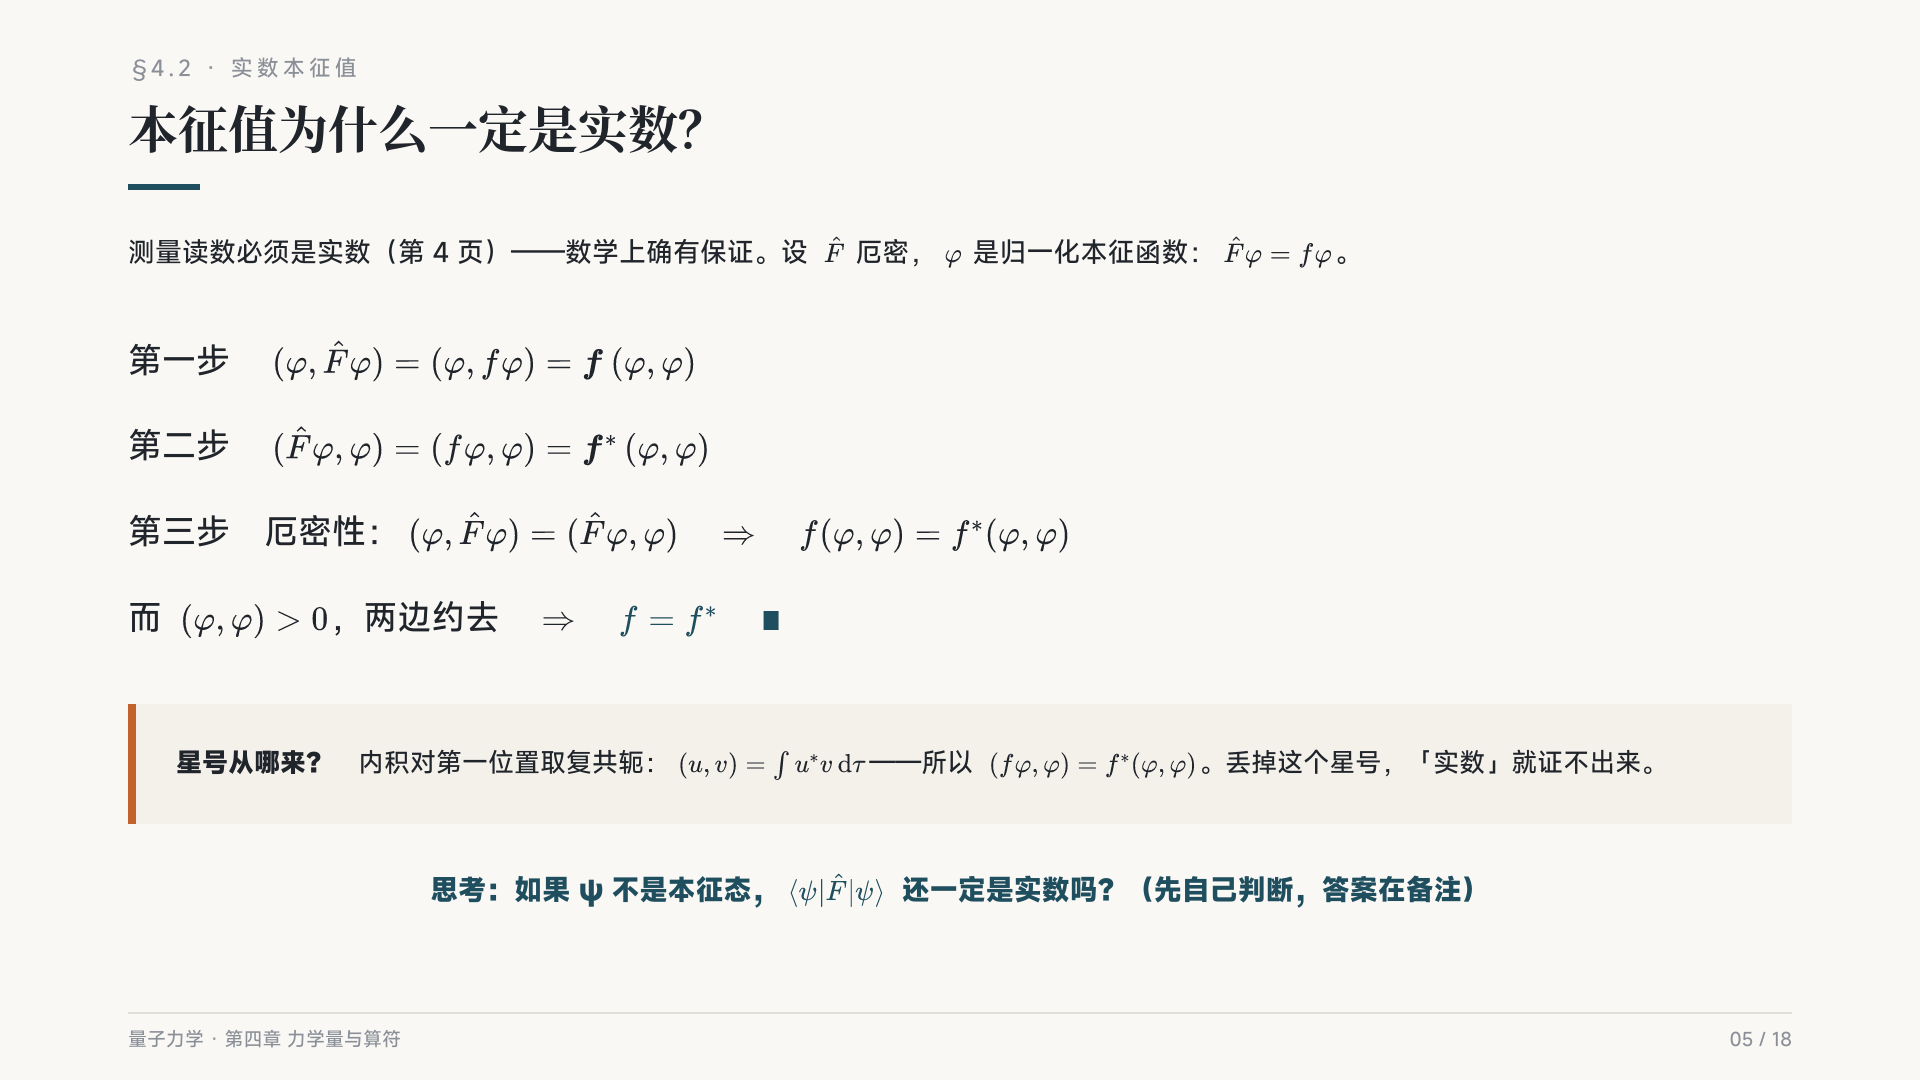 §4.2 · 实数本征值
本征值为什么一定是实数?
测量读数必须是实数（第 4 页）——数学上确有保证。设 F̂ 厄密， φ 是归一化本征函数： F̂φ = fφ。
第一步 (φ, F̂φ) = (φ, fφ) = f (φ, φ)
第二步 (F̂φ, φ) = (fφ, φ) = f* (φ, φ)
第三步 厄密性： (φ, F̂φ) = (F̂φ, φ) ⇒ f(φ, φ) = f*(φ, φ)
而 (φ, φ) > 0， 两边约去 ⇒ f = f* ■
星号从哪来? 内积对第一位置取复共轭： (u, v) = ∫ u*v dτ——所以 (fφ, φ) = f*(φ, φ)。丢掉这个星号，「实数」就证不出来。
思考：如果 ψ 不是本征态， ⟨ψ|F̂|ψ⟩ 还一定是实数吗? （先自己判断，答案在备注）
量子力学 · 第四章 力学量与算符
05 / 18